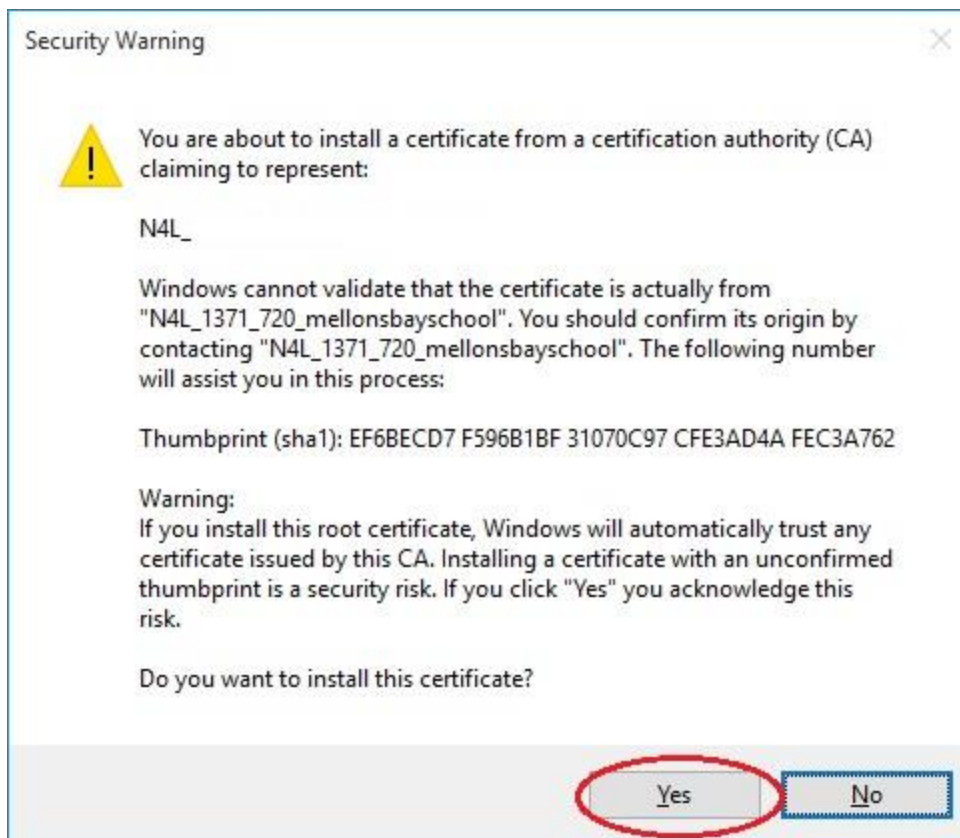 Security Warning
You are about to install a certificate from a certification authority (CA)
claiming to represent:
N4L_
Windows cannot validate that the certificate is actually from
"N4L_1371_720_mellonsbayschool". You should confirm its origin by
contacting "N4L_1371_720_mellonsbayschool". The following number
will assist you in this process:
Thumbprint (sha1): EF6BECD7 F596B1BF 31070C97 CFE3AD4A FEC3A762
Warning:
If you install this root certificate, Windows will automatically trust any
certificate issued by this CA. Installing a certificate with an unconfirmed
thumbprint is a security risk. If you click "Yes" you acknowledge this
risk.
Do you want to install this certificate?
Yes No